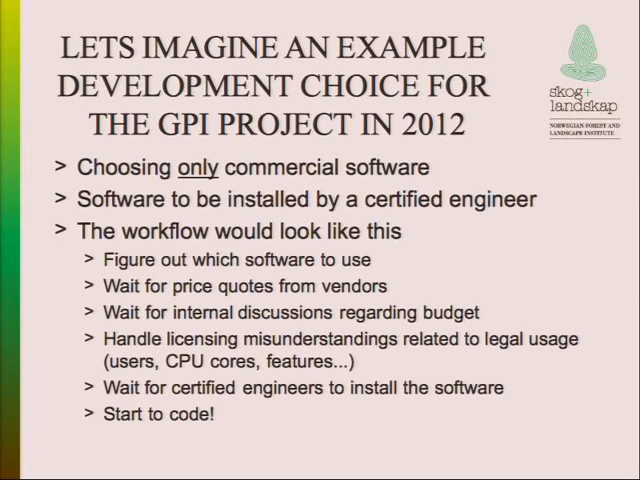 LETS IMAGINE AN EXAMPLE
DEVELOPMENT CHOICE FOR
THE GPI PROJECT IN 2012
skog+
landskap
NORWEGIAN FOREST AND
LANDSCAPE INSTITUTE
> Choosing only commercial software
> Software to be installed by a certified engineer
> The workflow would look like this
> Figure out which software to use
> Wait for price quotes from vendors
> Wait for internal discussions regarding budget
> Handle licensing misunderstandings related to legal usage
(users, CPU cores, features...)
> Wait for certified engineers to install the software
> Start to code!